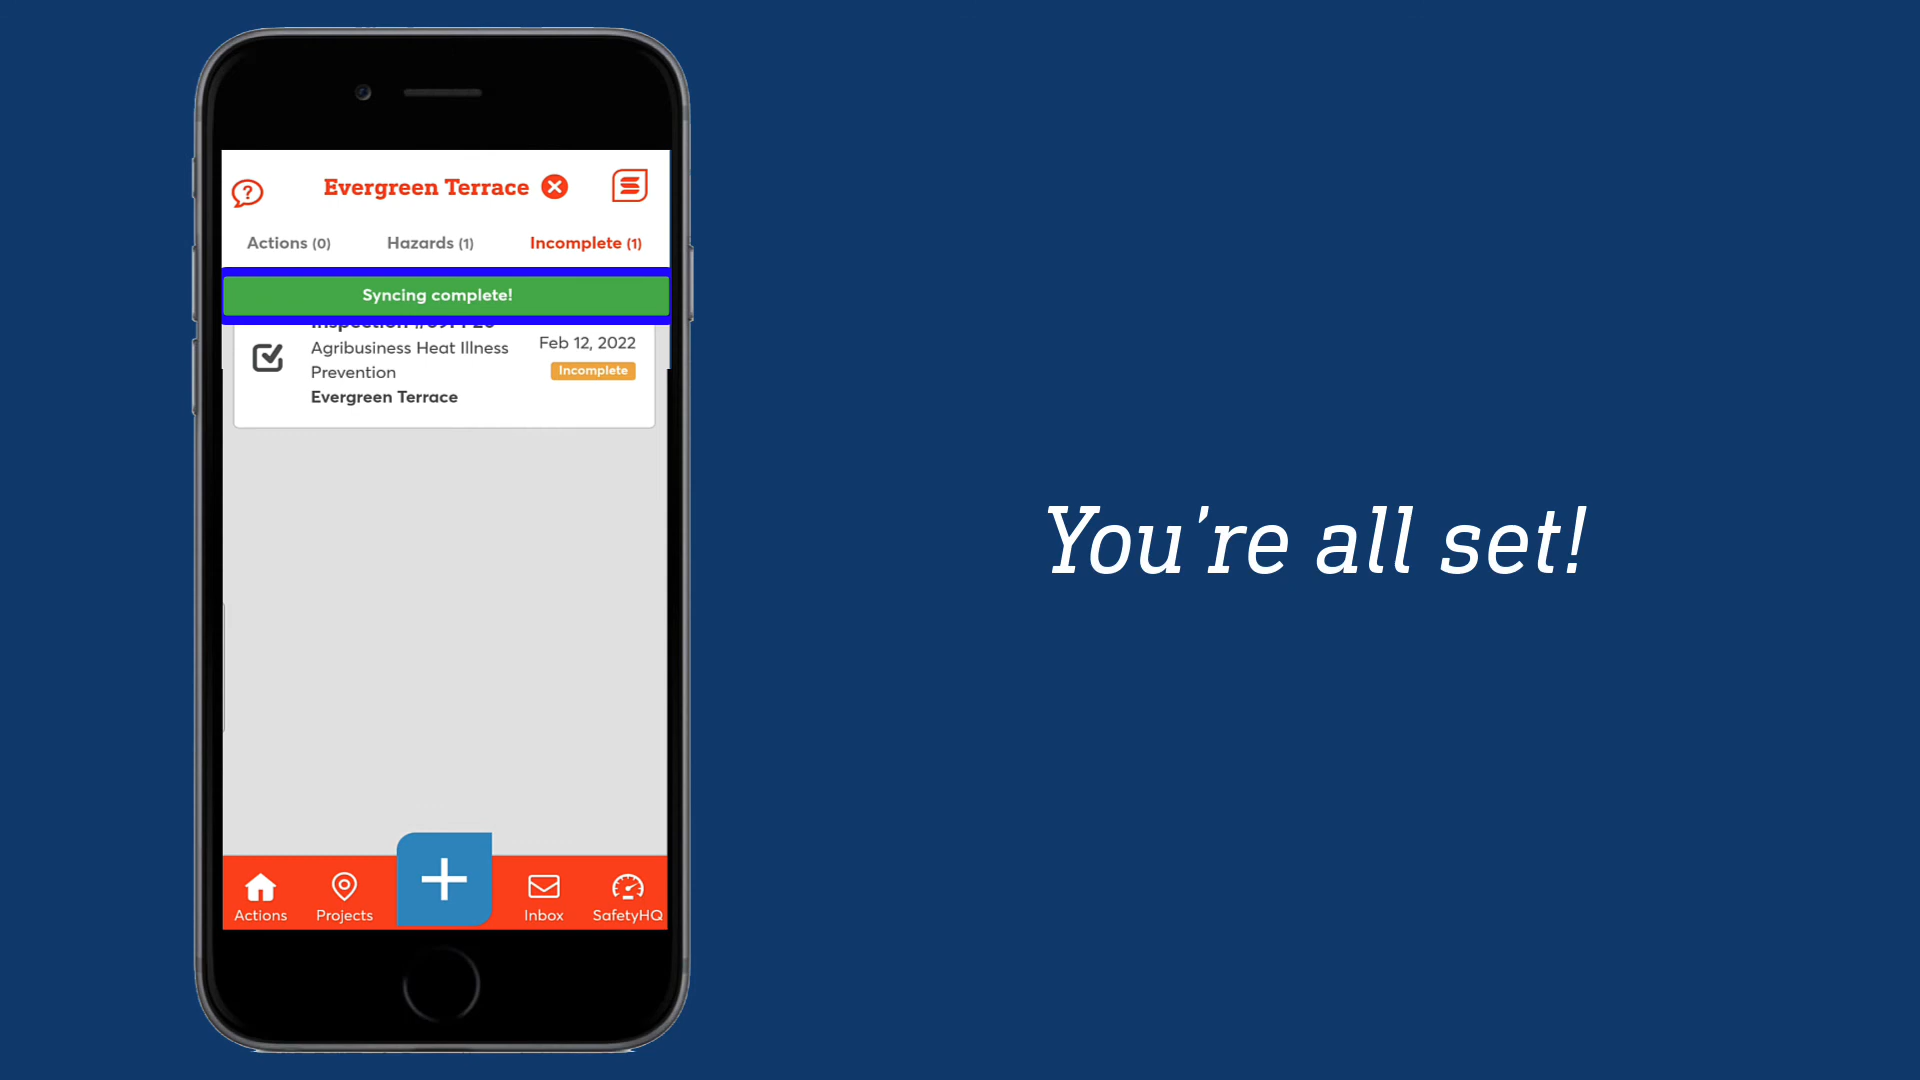 Evergreen Terrace
Actions (0)
Hazards (1)
Incomplete (1)
Syncing complete!
Inspection
Agribusiness Heat Illness
Prevention
Evergreen Terrace
Feb 12, 2022
Incomplete
Actions
Projects
Inbox
SafetyHQ
You're all set!